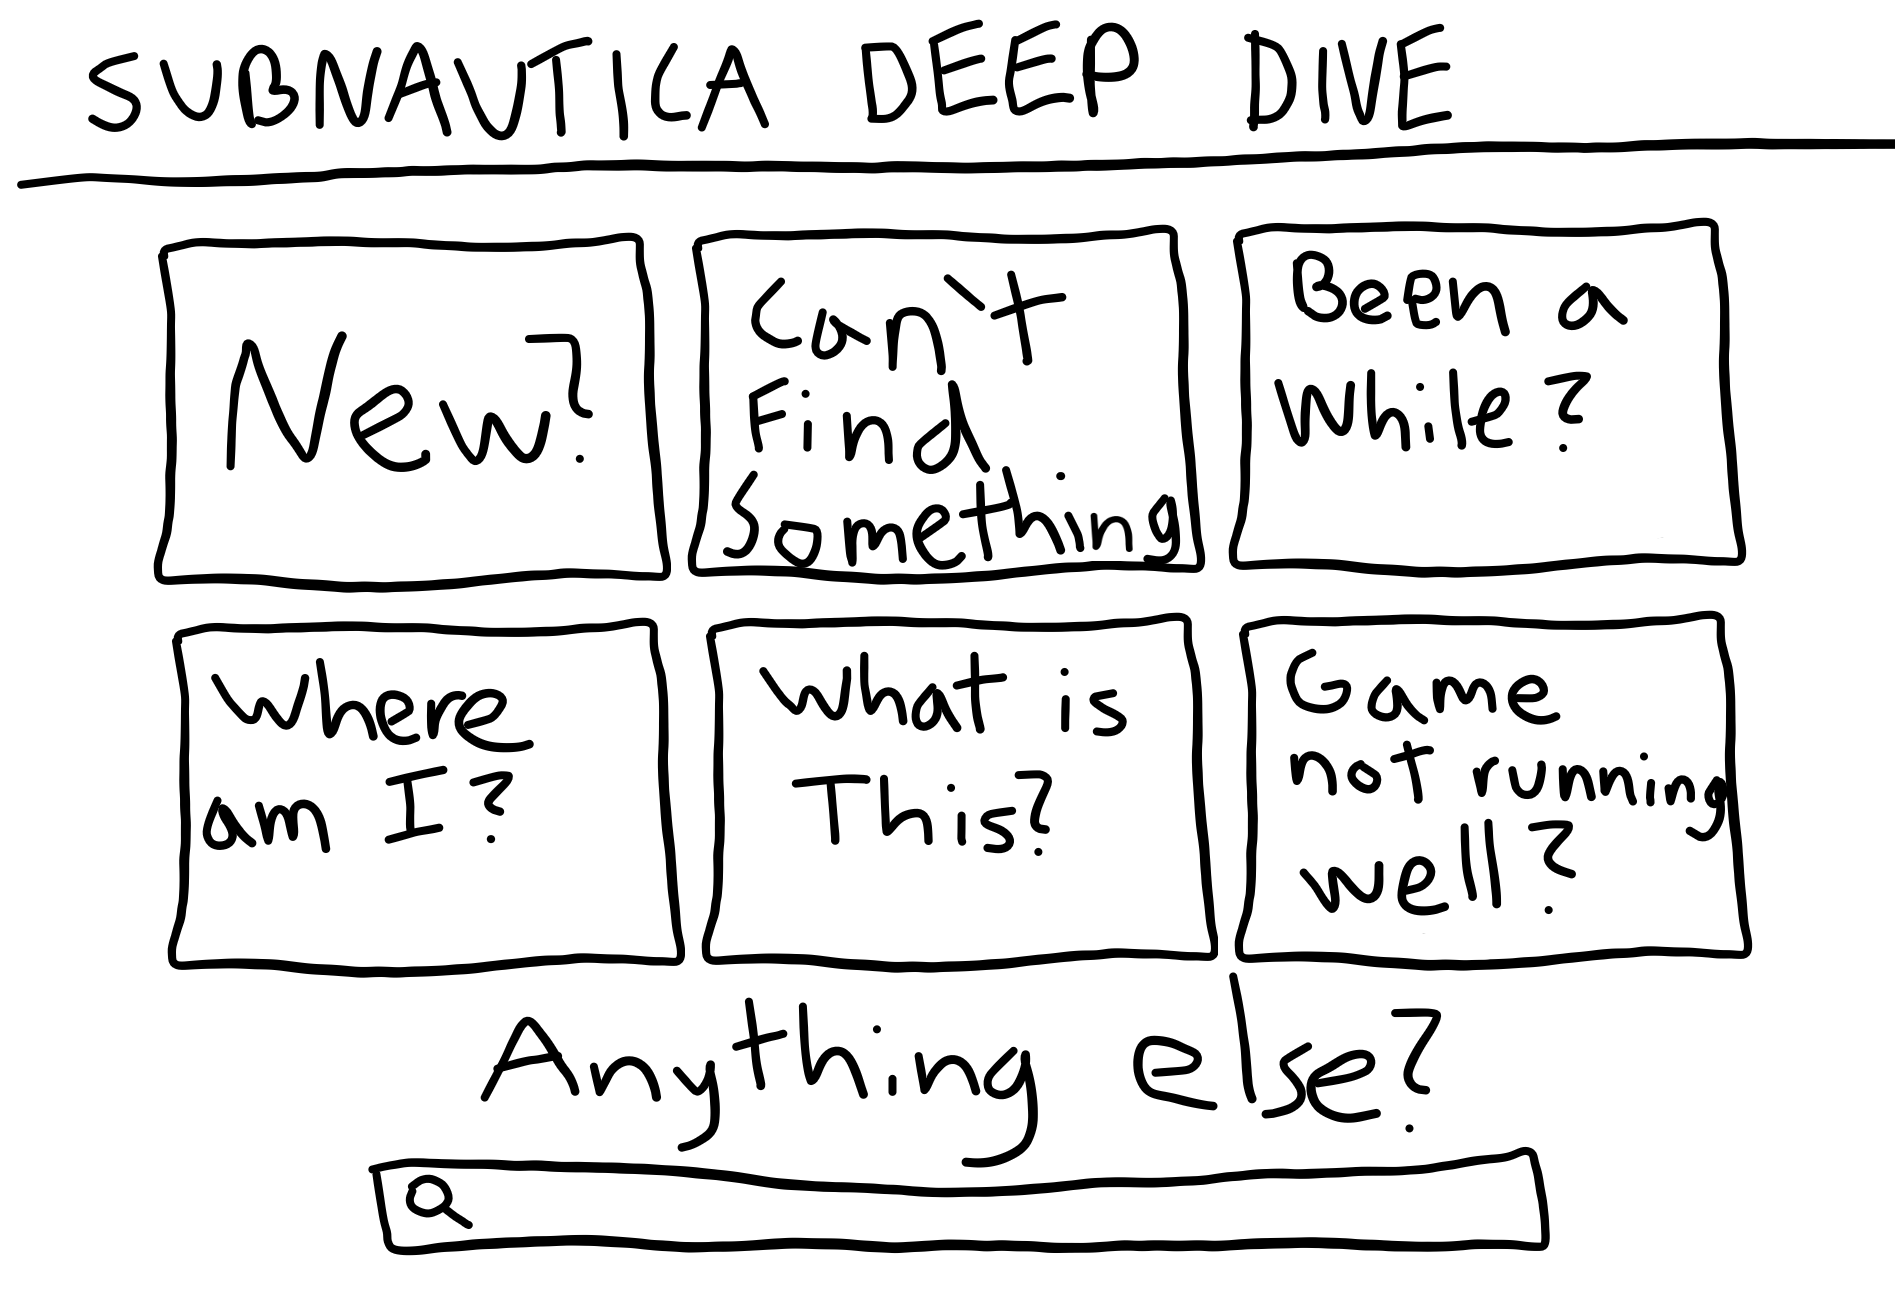 SUBNAUTICA DEEP DIVE
New?
Can't
Find
Something
Been a
While?
Where
am I?
What is
This?
Game
not running
well?
Anything else?